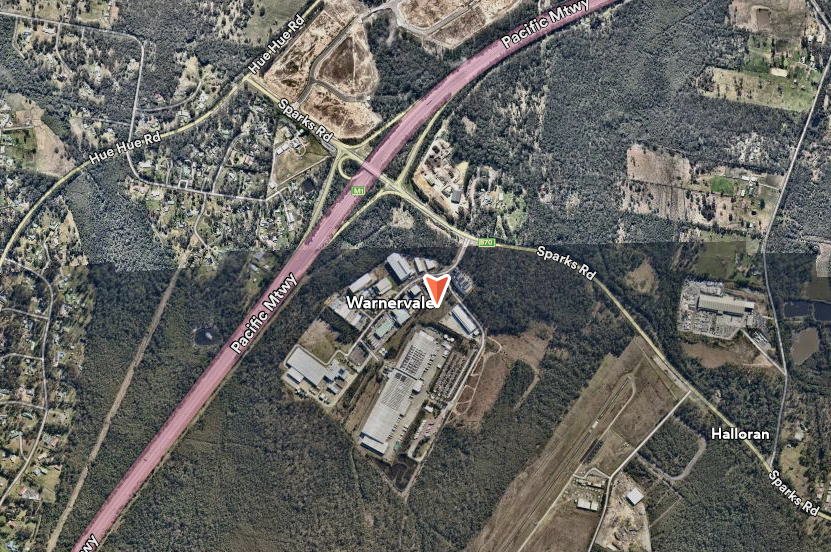 Pacific Mtwy
Hue Hue Rd
Sparks Rd
Hue Hue Rd
M1
B70
Sparks Rd
Warnervale
Pacific Mtwy
Halloran
Sparks Rd
wy